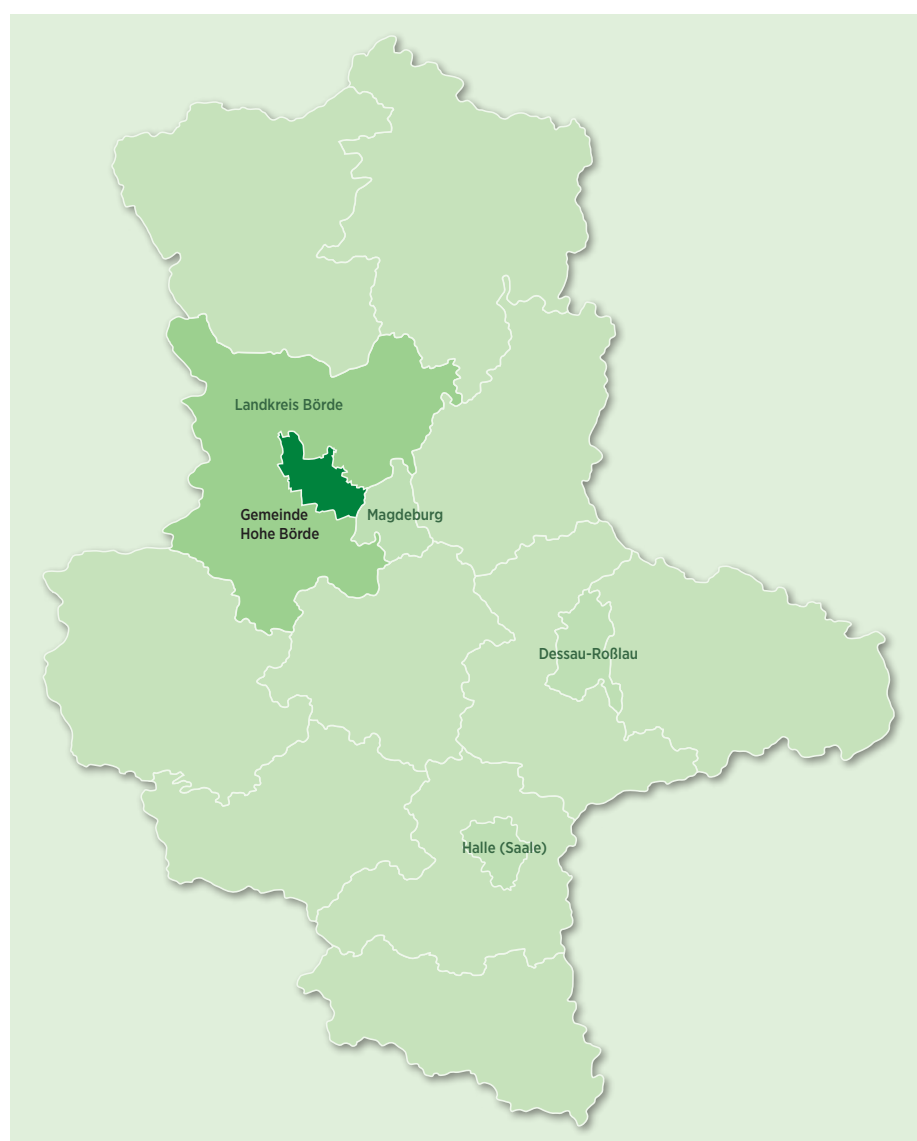 Landkreis Börde
Gemeinde
Hohe Börde
Magdeburg
Dessau-Roßlau
Halle (Saale)